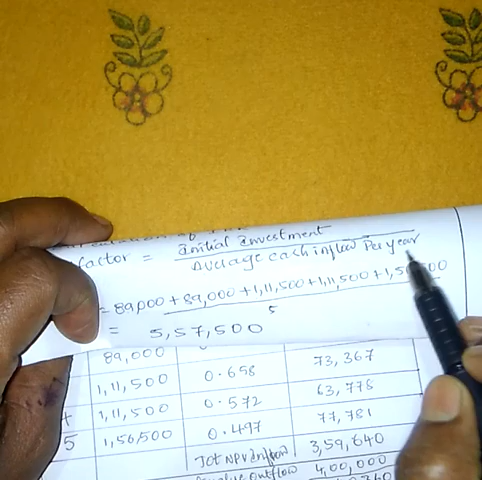 factor = Initial Investment
Average cash inflow Per year
= 89,000 + 89,000 + 1,11,500 + 1,11,500 + 1,56,500
5
= 5,57,500
89,000
73,367
1,11,500 0.658 63,778
4 1,11,500 0.572 77,781
5 1,56,500 0.497 3,59,640
Tot NPV Inflow
outflow 4,00,000